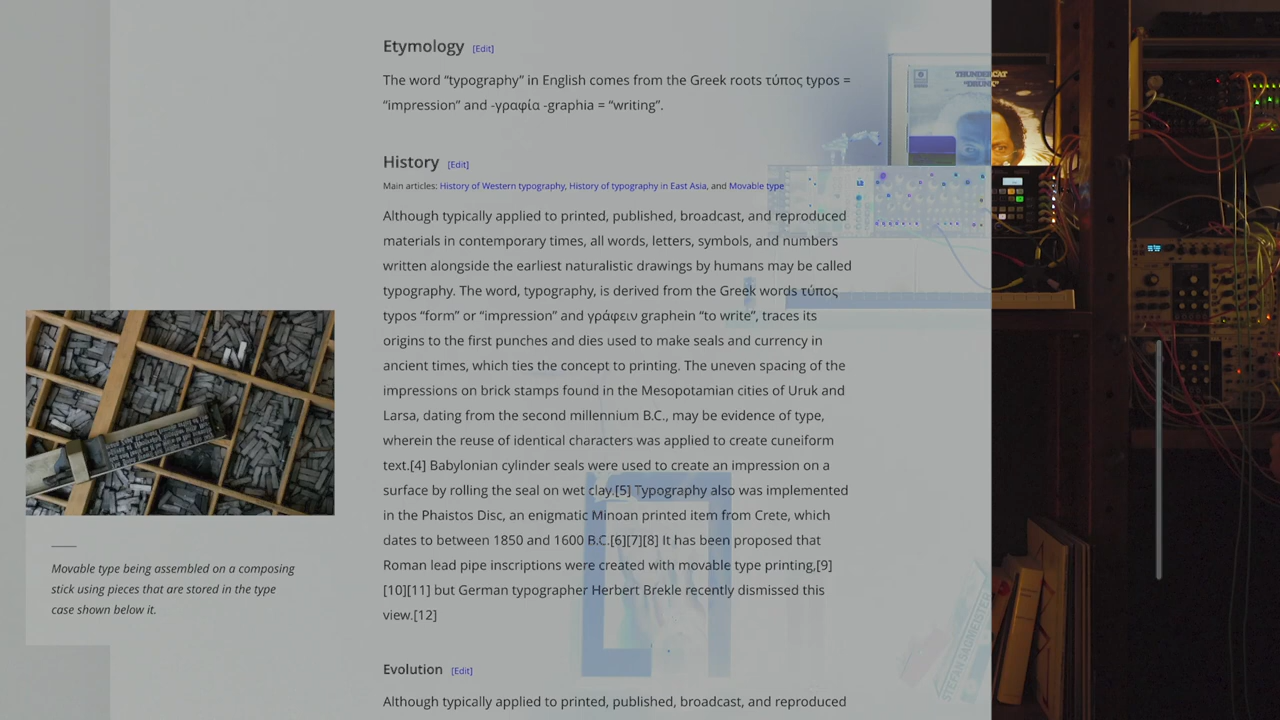 Etymology [Edit]
The word “typography” in English comes from the Greek roots τύπος typos =
“impression” and -γραφία -graphia = “writing”.
History [Edit]
Main articles: History of Western typography, History of typography in East Asia, and Movable type
Although typically applied to printed, published, broadcast, and reproduced
materials in contemporary times, all words, letters, symbols, and numbers
written alongside the earliest naturalistic drawings by humans may be called
typography. The word, typography, is derived from the Greek words τύπος
typos “form” or “impression” and γράφειν graphein “to write”, traces its
origins to the first punches and dies used to make seals and currency in
ancient times, which ties the concept to printing. The uneven spacing of the
impressions on brick stamps found in the Mesopotamian cities of Uruk and
Larsa, dating from the second millennium B.C., may be evidence of type,
wherein the reuse of identical characters was applied to create cuneiform
text.[4] Babylonian cylinder seals were used to create an impression on a
surface by rolling the seal on wet clay.[5] Typography also was implemented
in the Phaistos Disc, an enigmatic Minoan printed item from Crete, which
dates to between 1850 and 1600 B.C.[6][7][8] It has been proposed that
Roman lead pipe inscriptions were created with movable type printing,[9]
[10][11] but German typographer Herbert Brekle recently dismissed this
view.[12]
Evolution [Edit]
Although typically applied to printed, published, broadcast, and reproduced
Movable type being assembled on a composing
stick using pieces that are stored in the type
case shown below it.
THUNDERCAT
"DRUNK"
STEFAN SAGMEISTER